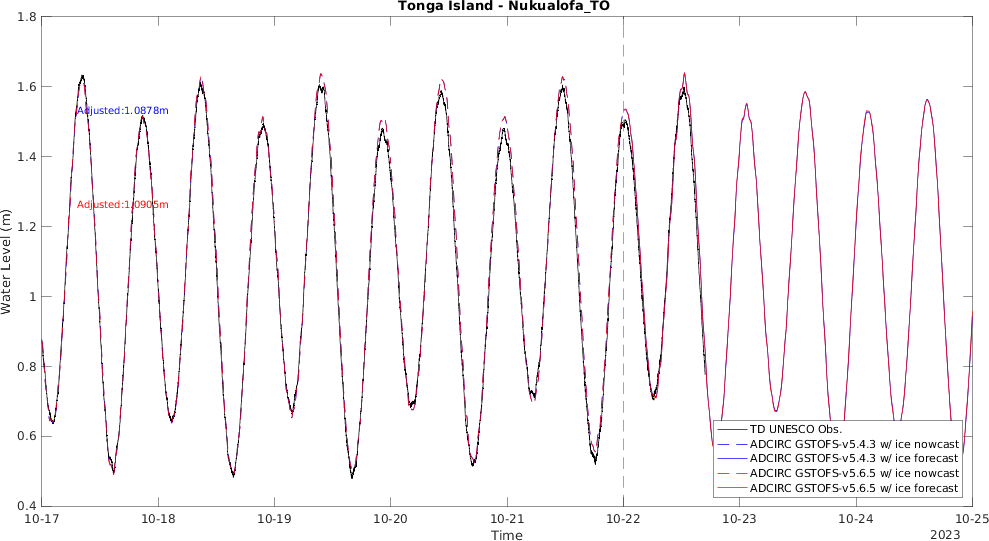 Tonga Island - Nukualofa_TO
1.8
1.6
1.4
1.2
1
0.8
0.6
0.4
Water Level (m)
Adjusted:1.0878m
Adjusted:1.0905m
TD UNESCO Obs.
ADCIRC GSTOFS-v5.4.3 w/ ice nowcast
ADCIRC GSTOFS-v5.4.3 w/ ice forecast
ADCIRC GSTOFS-v5.6.5 w/ ice nowcast
ADCIRC GSTOFS-v5.6.5 w/ ice forecast
10-17 10-18 10-19 10-20 10-21 10-22 10-23 10-24 10-25
Time
2023